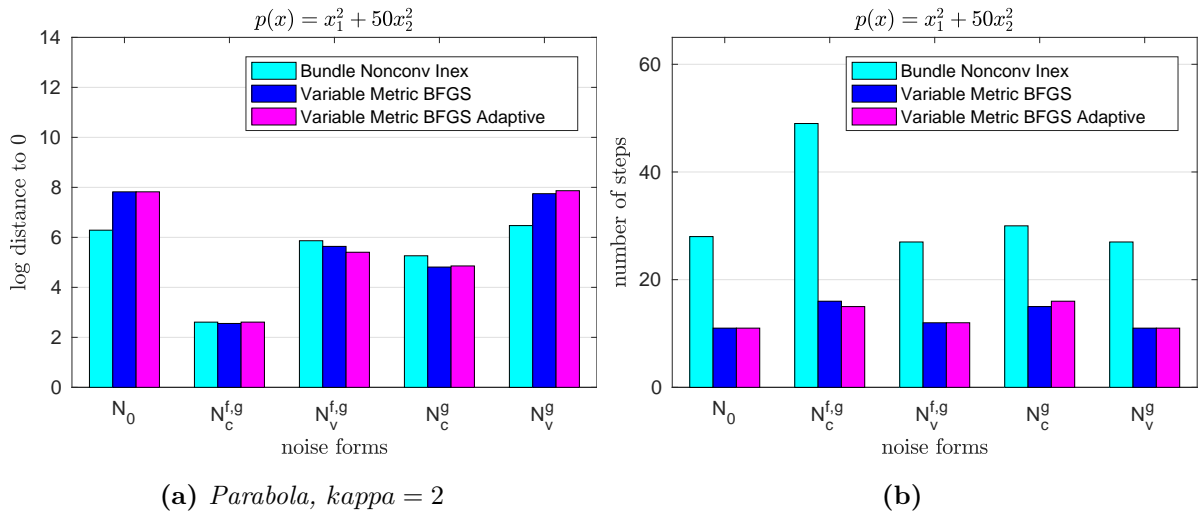 p(x) = x_1^2 + 50x_2^2
14
12
10
8
6
4
2
0
log distance to 0
Bundle Nonconv Inex
Variable Metric BFGS
Variable Metric BFGS Adaptive
N_0 N_c^{f,g} N_v^{f,g} N_c^g N_v^g
noise forms
(a) Parabola, kappa = 2
p(x) = x_1^2 + 50x_2^2
60
40
20
0
number of steps
Bundle Nonconv Inex
Variable Metric BFGS
Variable Metric BFGS Adaptive
N_0 N_c^{f,g} N_v^{f,g} N_c^g N_v^g
noise forms
(b)